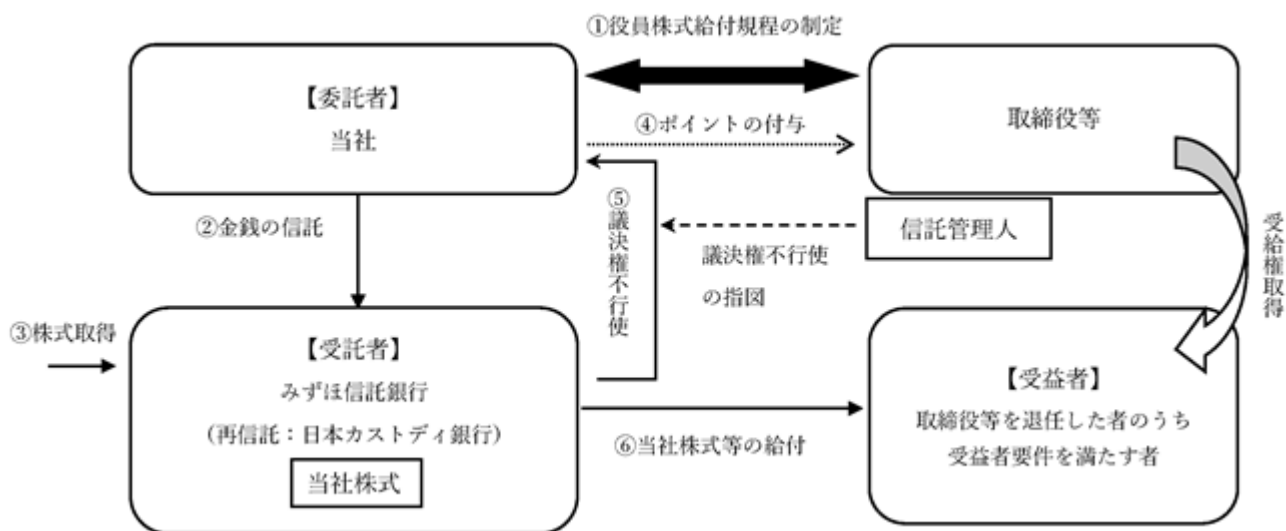 ①役員株式給付規程の制定
【委託者】
当社
④ポイントの付与
取締役等
②金銭の信託
⑤議決権不行使
信託管理人
議決権不行使
の指図
受給権取得
③株式取得
【受託者】
みずほ信託銀行
（再信託：日本カストディ銀行）
当社株式
⑥当社株式等の給付
【受益者】
取締役等を退任した者のうち
受益者要件を満たす者